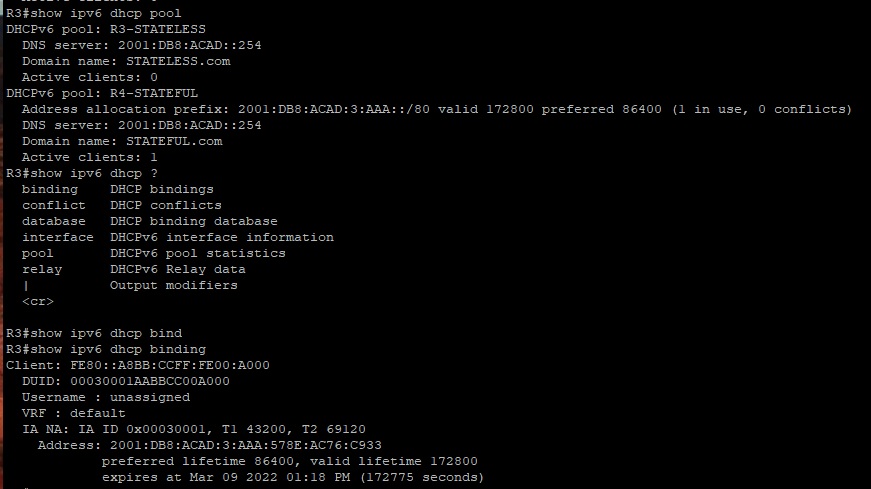 R3#show ipv6 dhcp pool
DHCPv6 pool: R3-STATELESS
  DNS server: 2001:DB8:ACAD::254
  Domain name: STATELESS.com
  Active clients: 0
DHCPv6 pool: R4-STATEFUL
  Address allocation prefix: 2001:DB8:ACAD:3:AAA::/80 valid 172800 preferred 86400 (1 in use, 0 conflicts)
  DNS server: 2001:DB8:ACAD::254
  Domain name: STATEFUL.com
  Active clients: 1
R3#show ipv6 dhcp ?
  binding    DHCP bindings
  conflict   DHCP conflicts
  database   DHCP binding database
  interface  DHCPv6 interface information
  pool       DHCPv6 pool statistics
  relay      DHCPv6 Relay data
  |          Output modifiers
  <cr>

R3#show ipv6 dhcp bind
R3#show ipv6 dhcp binding
Client: FE80::A8BB:CCFF:FE00:A000
  DUID: 00030001AABBCC00A000
  Username : unassigned
  VRF : default
  IA NA: IA ID 0x00030001, T1 43200, T2 69120
    Address: 2001:DB8:ACAD:3:AAA:578E:AC76:C933
            preferred lifetime 86400, valid lifetime 172800
            expires at Mar 09 2022 01:18 PM (172775 seconds)